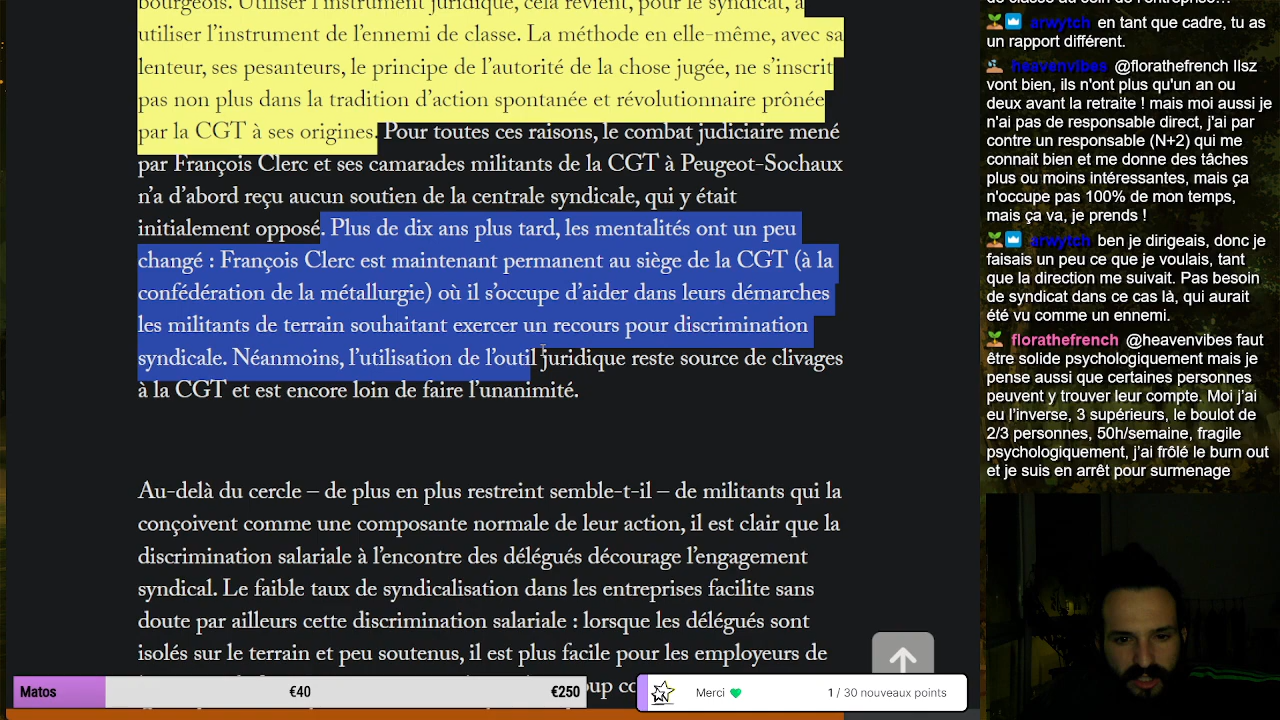 bourgeois. Utiliser l'instrument juridique, cela revient, pour le syndicat, à
utiliser l'instrument de l'ennemi de classe. La méthode en elle-même, avec sa
lenteur, ses pesanteurs, le principe de l'autorité de la chose jugée, ne s'inscrit
pas non plus dans la tradition d'action spontanée et révolutionnaire prônée
par la CGT à ses origines. Pour toutes ces raisons, le combat judiciaire mené
par François Clerc et ses camarades militants de la CGT à Peugeot-Sochaux
n'a d'abord reçu aucun soutien de la centrale syndicale, qui y était
initialement opposé. Plus de dix ans plus tard, les mentalités ont un peu
changé : François Clerc est maintenant permanent au siège de la CGT (à la
confédération de la métallurgie) où il s'occupe d'aider dans leurs démarches
les militants de terrain souhaitant exercer un recours pour discrimination
syndicale. Néanmoins, l'utilisation de l'outil juridique reste source de clivages
à la CGT et est encore loin de faire l'unanimité.
Au-delà du cercle – de plus en plus restreint semble-t-il – de militants qui la
conçoivent comme une composante normale de leur action, il est clair que la
discrimination salariale à l'encontre des délégués décourage l'engagement
syndical. Le faible taux de syndicalisation dans les entreprises facilite sans
doute par ailleurs cette discrimination salariale : lorsque les délégués sont
isolés sur le terrain et peu soutenus, il est plus facile pour les employeurs de
Matos
€40
€250
Merci 💚
1 / 30 nouveaux points
de classe au sein de l'entreprise…
arwytch en tant que cadre, tu as
un rapport différent.
heavenvibes @florathefrench Ilsz
vont bien, ils n'ont plus qu'un an ou
deux avant la retraite ! mais moi aussi je
n'ai pas de responsable direct, j'ai par
contre un responsable (N+2) qui me
connait bien et me donne des tâches
plus ou moins intéressantes, mais ça
n'occupe pas 100% de mon temps,
mais ça va, je prends !
arwytch ben je dirigeais, donc je
faisais un peu ce que je voulais, tant
que la direction me suivait. Pas besoin
de syndicat dans ce cas là, qui aurait
été vu comme un ennemi.
florathefrench @heavenvibes faut
être solide psychologiquement mais je
pense aussi que certaines personnes
peuvent y trouver leur compte. Moi j'ai
eu l'inverse, 3 supérieurs, le boulot de
2/3 personnes, 50h/semaine, fragile
psychologiquement, j'ai frôlé le burn out
et je suis en arrêt pour surmenage